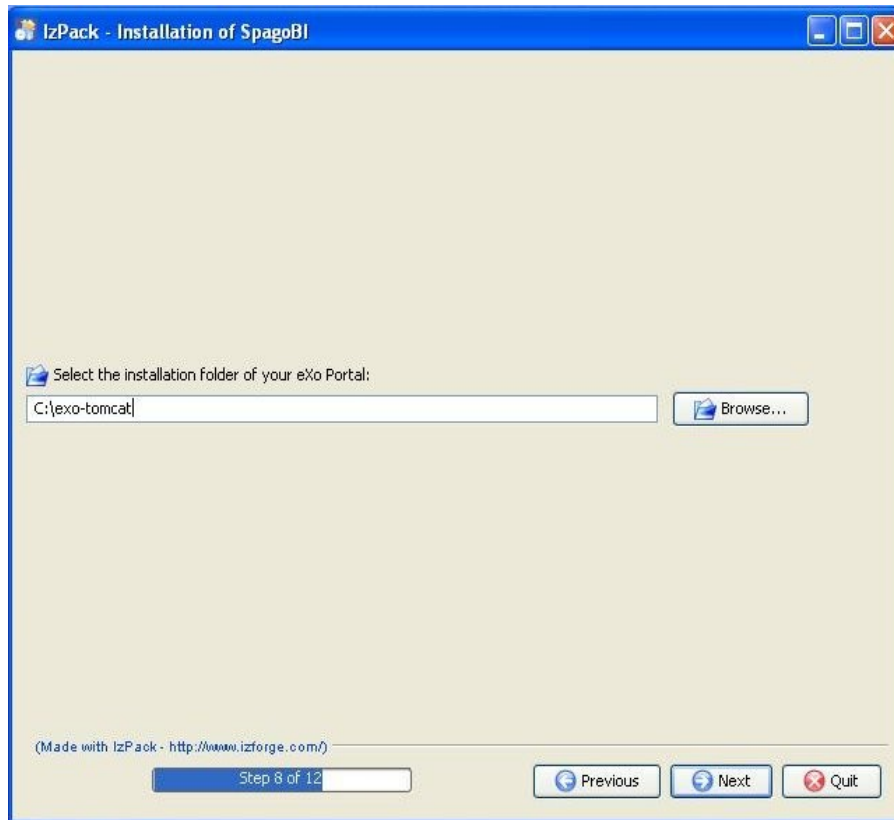 IzPack - Installation of SpagoBI
Select the installation folder of your eXo Portal:
C:\exo-tomcat
Browse...
(Made with IzPack - http://www.izforge.com/)
Step 8 of 12
Previous
Next
Quit